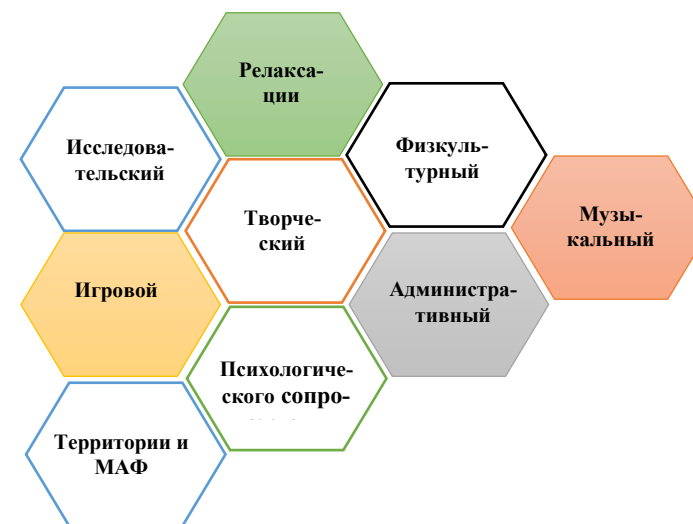 Релакса-
ции
Исследова-
тельский
Физкуль-
турный
Творче-
ский
Музы-
кальный
Игровой
Администра-
тивный
Психологиче-
ского сопро-
Территории и
МАФ